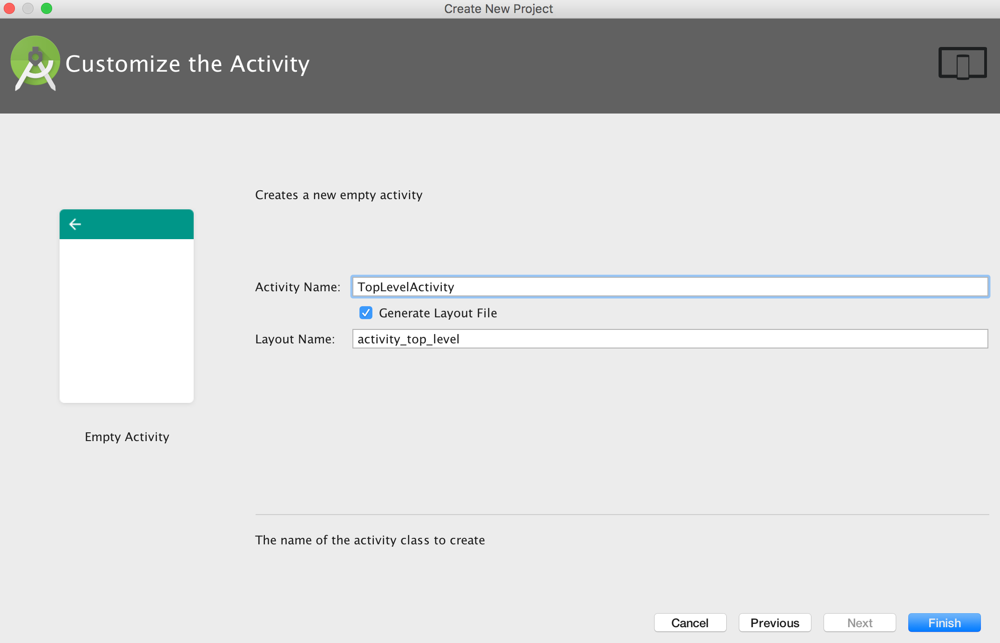 Create New Project
Customize the Activity
Creates a new empty activity
Activity Name: TopLevelActivity
Generate Layout File
Layout Name: activity_top_level
Empty Activity
The name of the activity class to create
Cancel Previous Next Finish